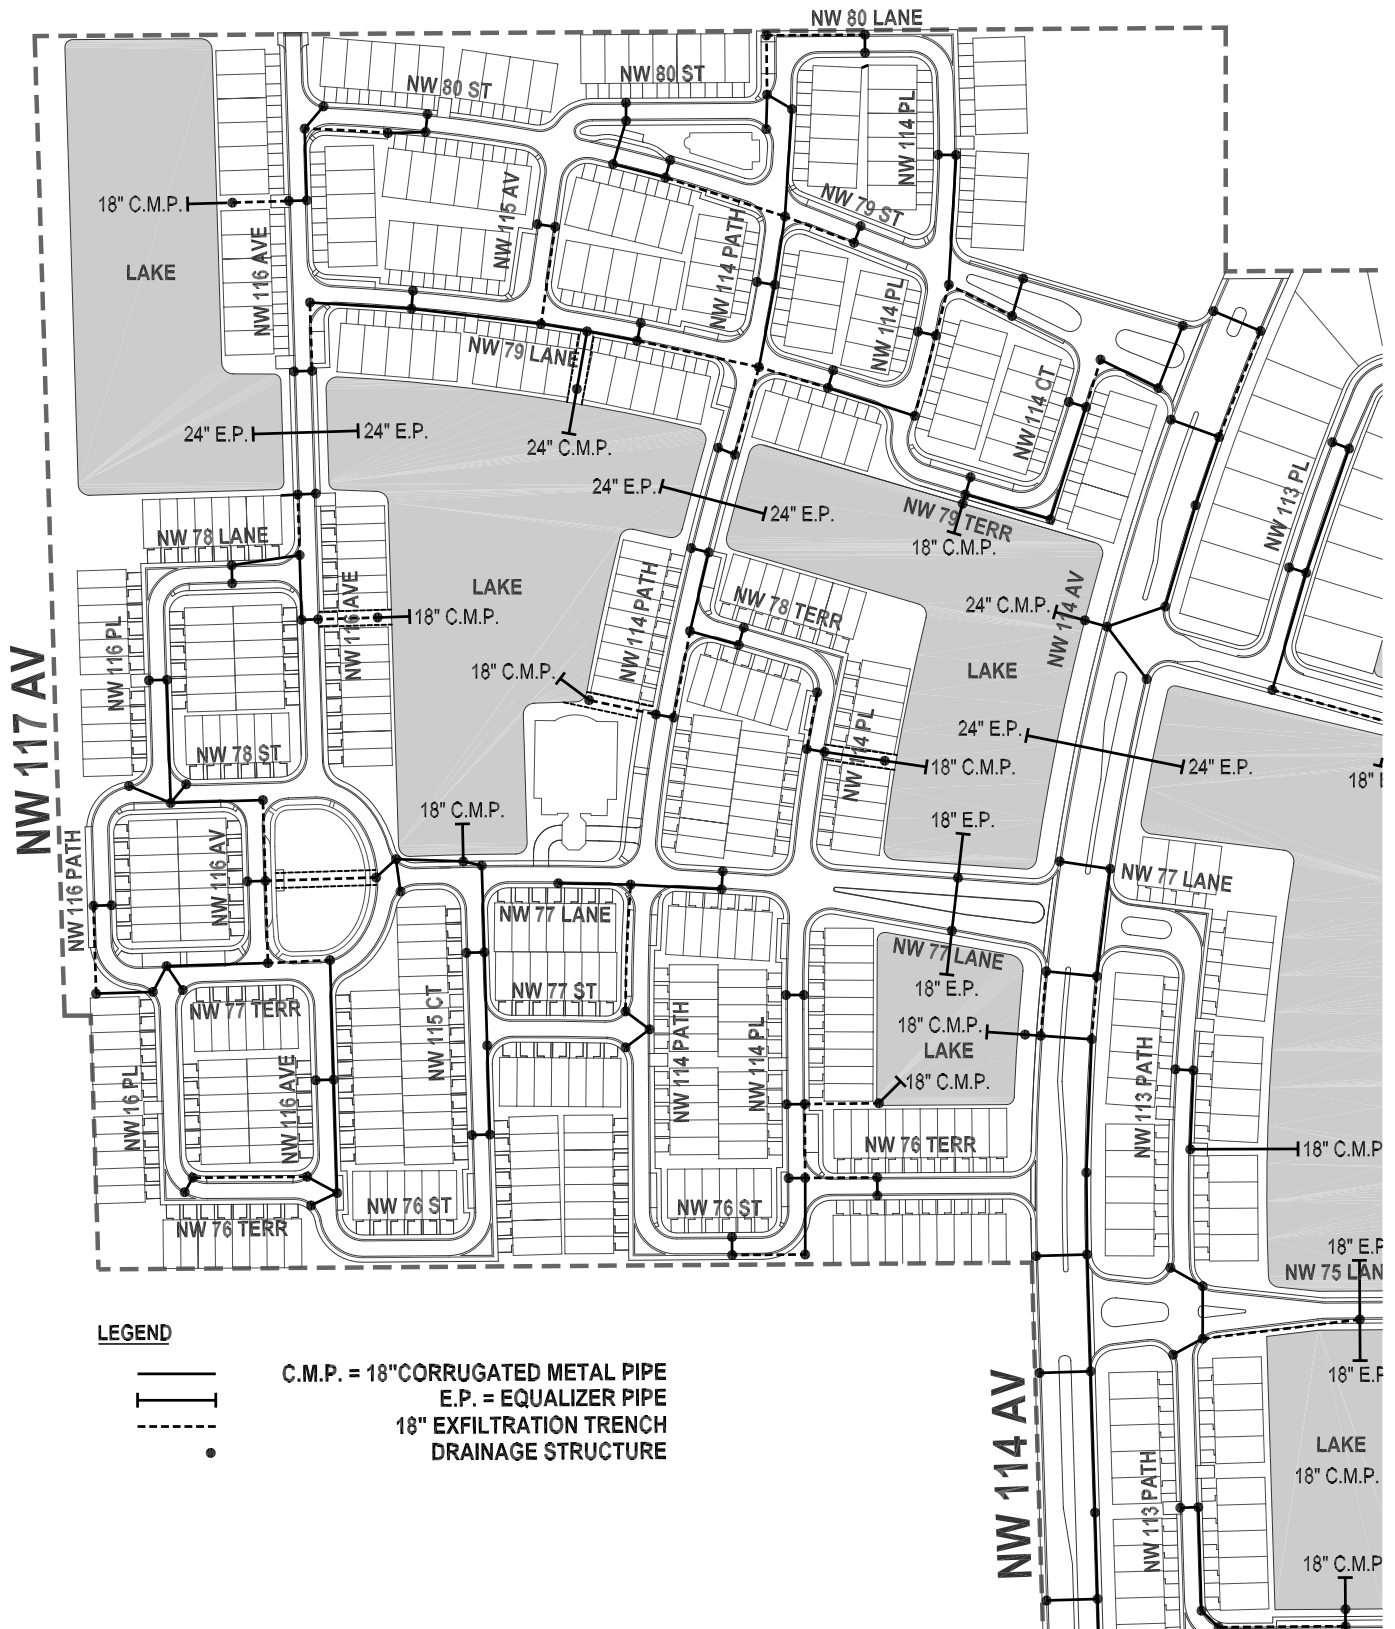 NW 80 LANE
NW 80 ST
NW 80 ST
NW 114 PL
18" C.M.P.
NW 115 AV
NW 79 ST
NW 116 AVE
LAKE
NW 114 PATH
NW 114 PL
NW 79 LANE
NW 114 CT
24" E.P.
24" E.P.
24" C.M.P.
24" E.P.
24" E.P.
NW 79 TERR
NW 113 PL
NW 78 LANE
18" C.M.P.
LAKE
NW 116 AVE
18" C.M.P.
NW 114 PATH
NW 78 TERR
24" C.M.P.
NW 114 AV
NW 116 PL
18" C.M.P.
LAKE
NW 117 AV
NW 78 ST
NW 114 PL
24" E.P.
18" C.M.P.
24" E.P.
18"
18" C.M.P.
18" E.P.
NW 116 PATH
NW 116 AV
NW 77 LANE
NW 77 LANE
NW 77 LANE
NW 77 ST
18" E.P.
NW 77 TERR
NW 115 CT
18" C.M.P.
LAKE
NW 114 PATH
NW 114 PL
18" C.M.P.
NW 113 PATH
NW 116 PL
NW 116 AVE
NW 76 TERR
18" C.M.P
NW 76 ST
NW 76 ST
NW 76 TERR
18" E.P
NW 75 LAN
18" E.P
LEGEND
C.M.P. = 18"CORRUGATED METAL PIPE
E.P. = EQUALIZER PIPE
18" EXFILTRATION TRENCH
DRAINAGE STRUCTURE
NW 114 AV
NW 113 PATH
LAKE
18" C.M.P.
18" C.M.P